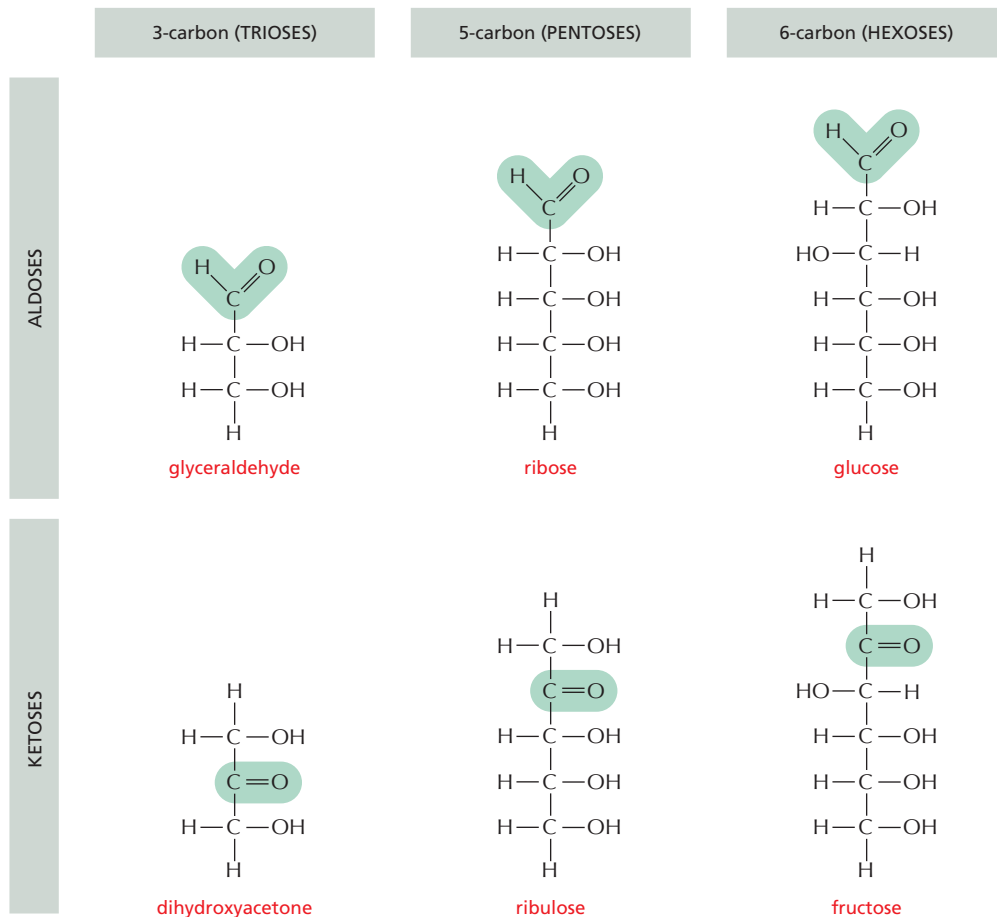 3-carbon (TRIOSES)
5-carbon (PENTOSES)
6-carbon (HEXOSES)
ALDOSES
H O
C
H—C—OH
H—C—OH
H
glyceraldehyde
H O
C
H—C—OH
H—C—OH
H—C—OH
H—C—OH
H
ribose
H O
C
H—C—OH
HO—C—H
H—C—OH
H—C—OH
H—C—OH
H
glucose
KETOSES
H
H—C—OH
C=O
H—C—OH
H
dihydroxyacetone
H
H—C—OH
C=O
H—C—OH
H—C—OH
H—C—OH
H
ribulose
H
H—C—OH
C=O
HO—C—H
H—C—OH
H—C—OH
H—C—OH
H
fructose